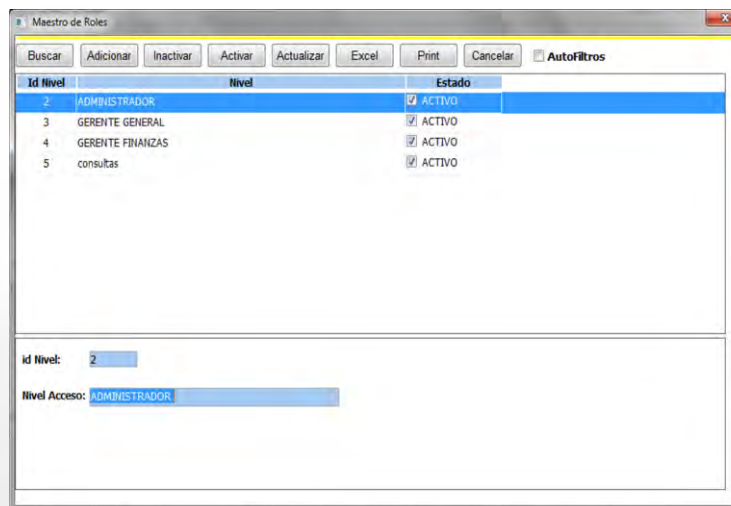 Maestro de Roles
Buscar Adicionar Inactivar Activar Actualizar Excel Print Cancelar AutoFiltros
Id Nivel Nivel Estado
2 ADMINISTRADOR ACTIVO
3 GERENTE GENERAL ACTIVO
4 GERENTE FINANZAS ACTIVO
5 consultas ACTIVO
id Nivel: 2
Nivel Acceso: ADMINISTRADOR